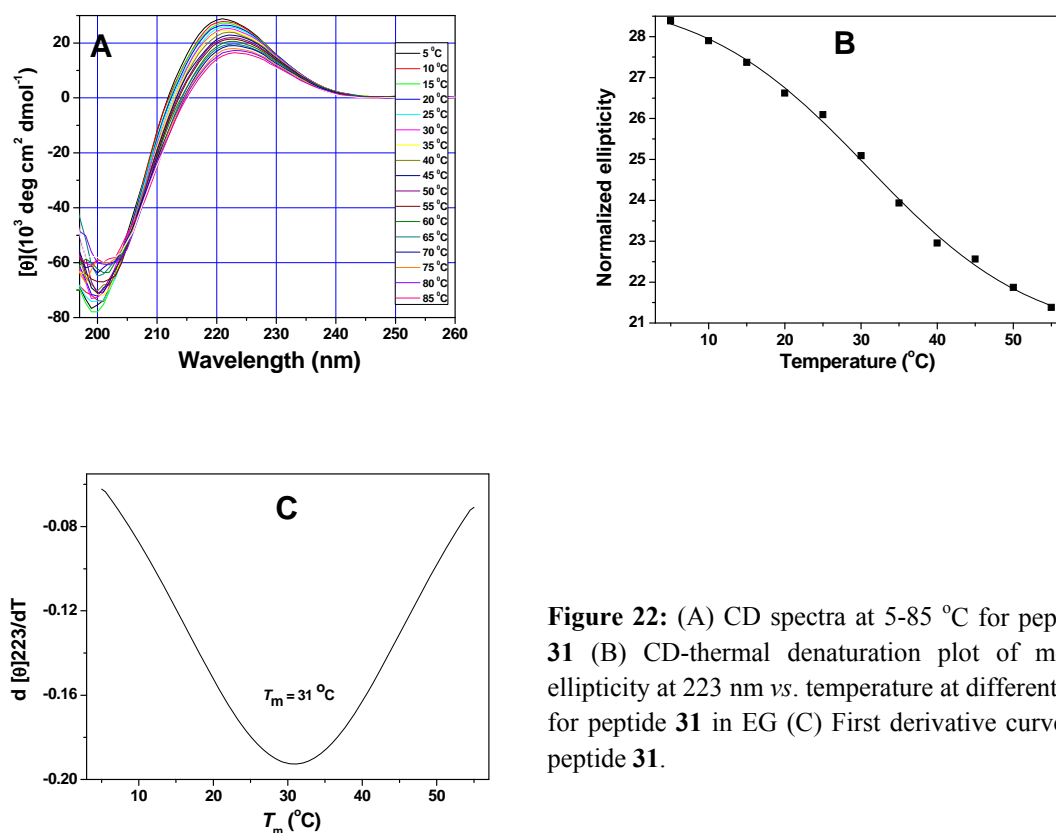 A
20
0
-20
-40
-60
-80
[θ](10³ deg cm² dmol⁻¹)
200 210 220 230 240 250 260
Wavelength (nm)
5 °C
10 °C
15 °C
20 °C
25 °C
30 °C
35 °C
40 °C
45 °C
50 °C
55 °C
60 °C
65 °C
70 °C
75 °C
80 °C
85 °C
B
28
27
26
25
24
23
22
21
Normalized ellipticity
10 20 30 40 50
Temperature (°C)
C
-0.08
-0.12
-0.16
-0.20
d [θ]223/dT
Tm = 31 °C
10 20 30 40 50
Tm (°C)
Figure 22: (A) CD spectra at 5-85 °C for pep
31 (B) CD-thermal denaturation plot of m
ellipticity at 223 nm vs. temperature at different
for peptide 31 in EG (C) First derivative curve
peptide 31.